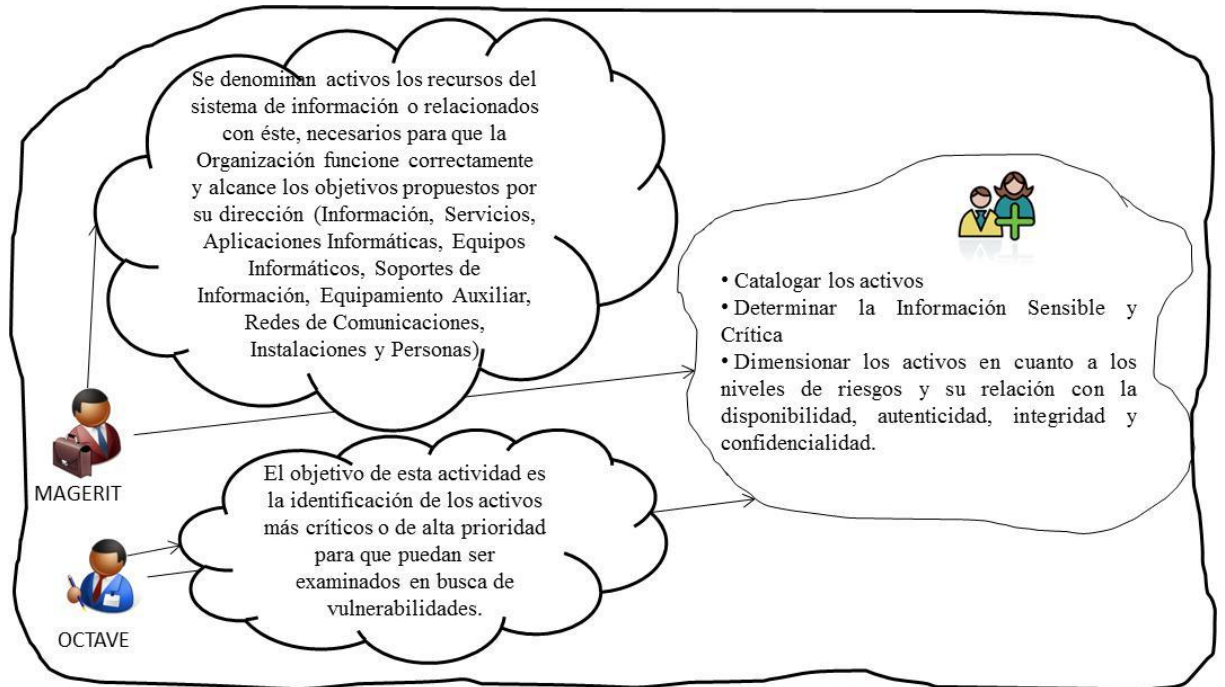 Se denominan activos los recursos del
sistema de información o relacionados
con éste, necesarios para que la
Organización funcione correctamente
y alcance los objetivos propuestos por
su dirección (Información, Servicios,
Aplicaciones Informáticas, Equipos
Informáticos, Soportes de
Información, Equipamiento Auxiliar,
Redes de Comunicaciones,
Instalaciones y Personas)
MAGERIT
El objetivo de esta actividad es
la identificación de los activos
más críticos o de alta prioridad
para que puedan ser
examinados en busca de
vulnerabilidades.
OCTAVE
• Catalogar los activos
• Determinar la Información Sensible y
Crítica
• Dimensionar los activos en cuanto a los
niveles de riesgos y su relación con la
disponibilidad, autenticidad, integridad y
confidencialidad.